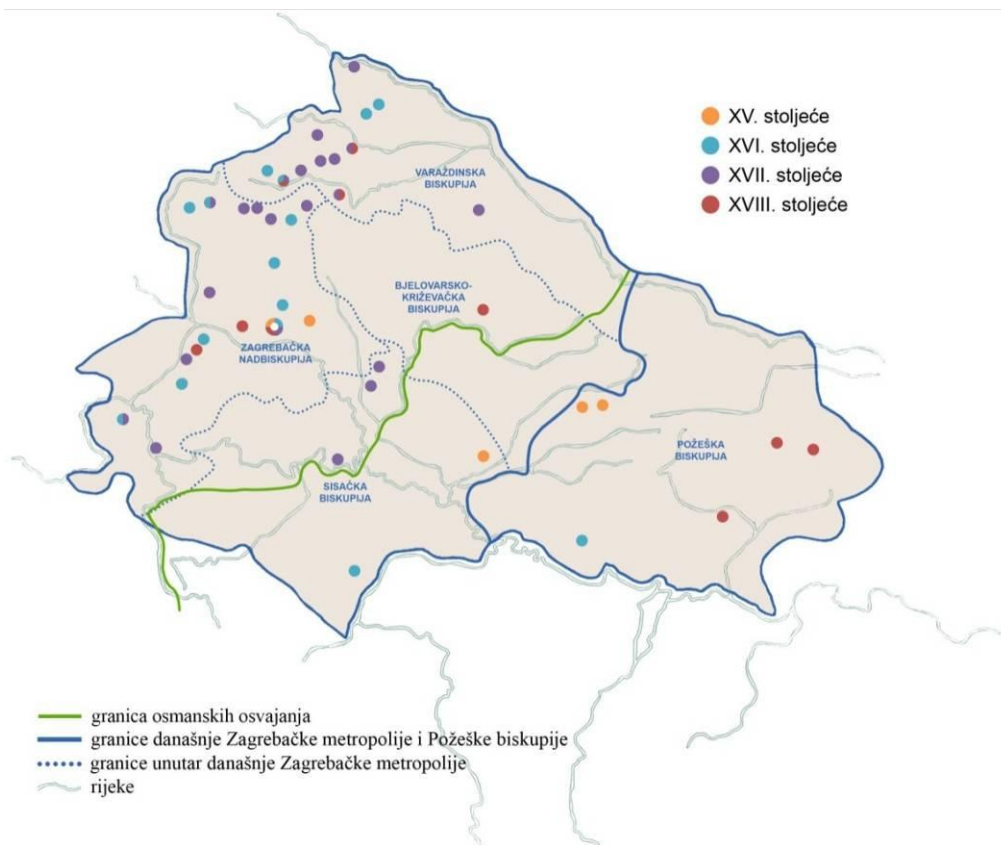 XV. stoljeće
XVI. stoljeće
XVII. stoljeće
XVIII. stoljeće
VARAŽDINSKA
BISKUPIJA
BJELOVARSKO-
KRIŽEVAČKA
BISKUPIJA
ZAGREBAČKA
NADBISKUPIJA
POŽEŠKA
BISKUPIJA
SISAČKA
BISKUPIJA
granica osmanskih osvajanja
granice današnje Zagrebačke metropolije i Požeške biskupije
granice unutar današnje Zagrebačke metropolije
rijeke